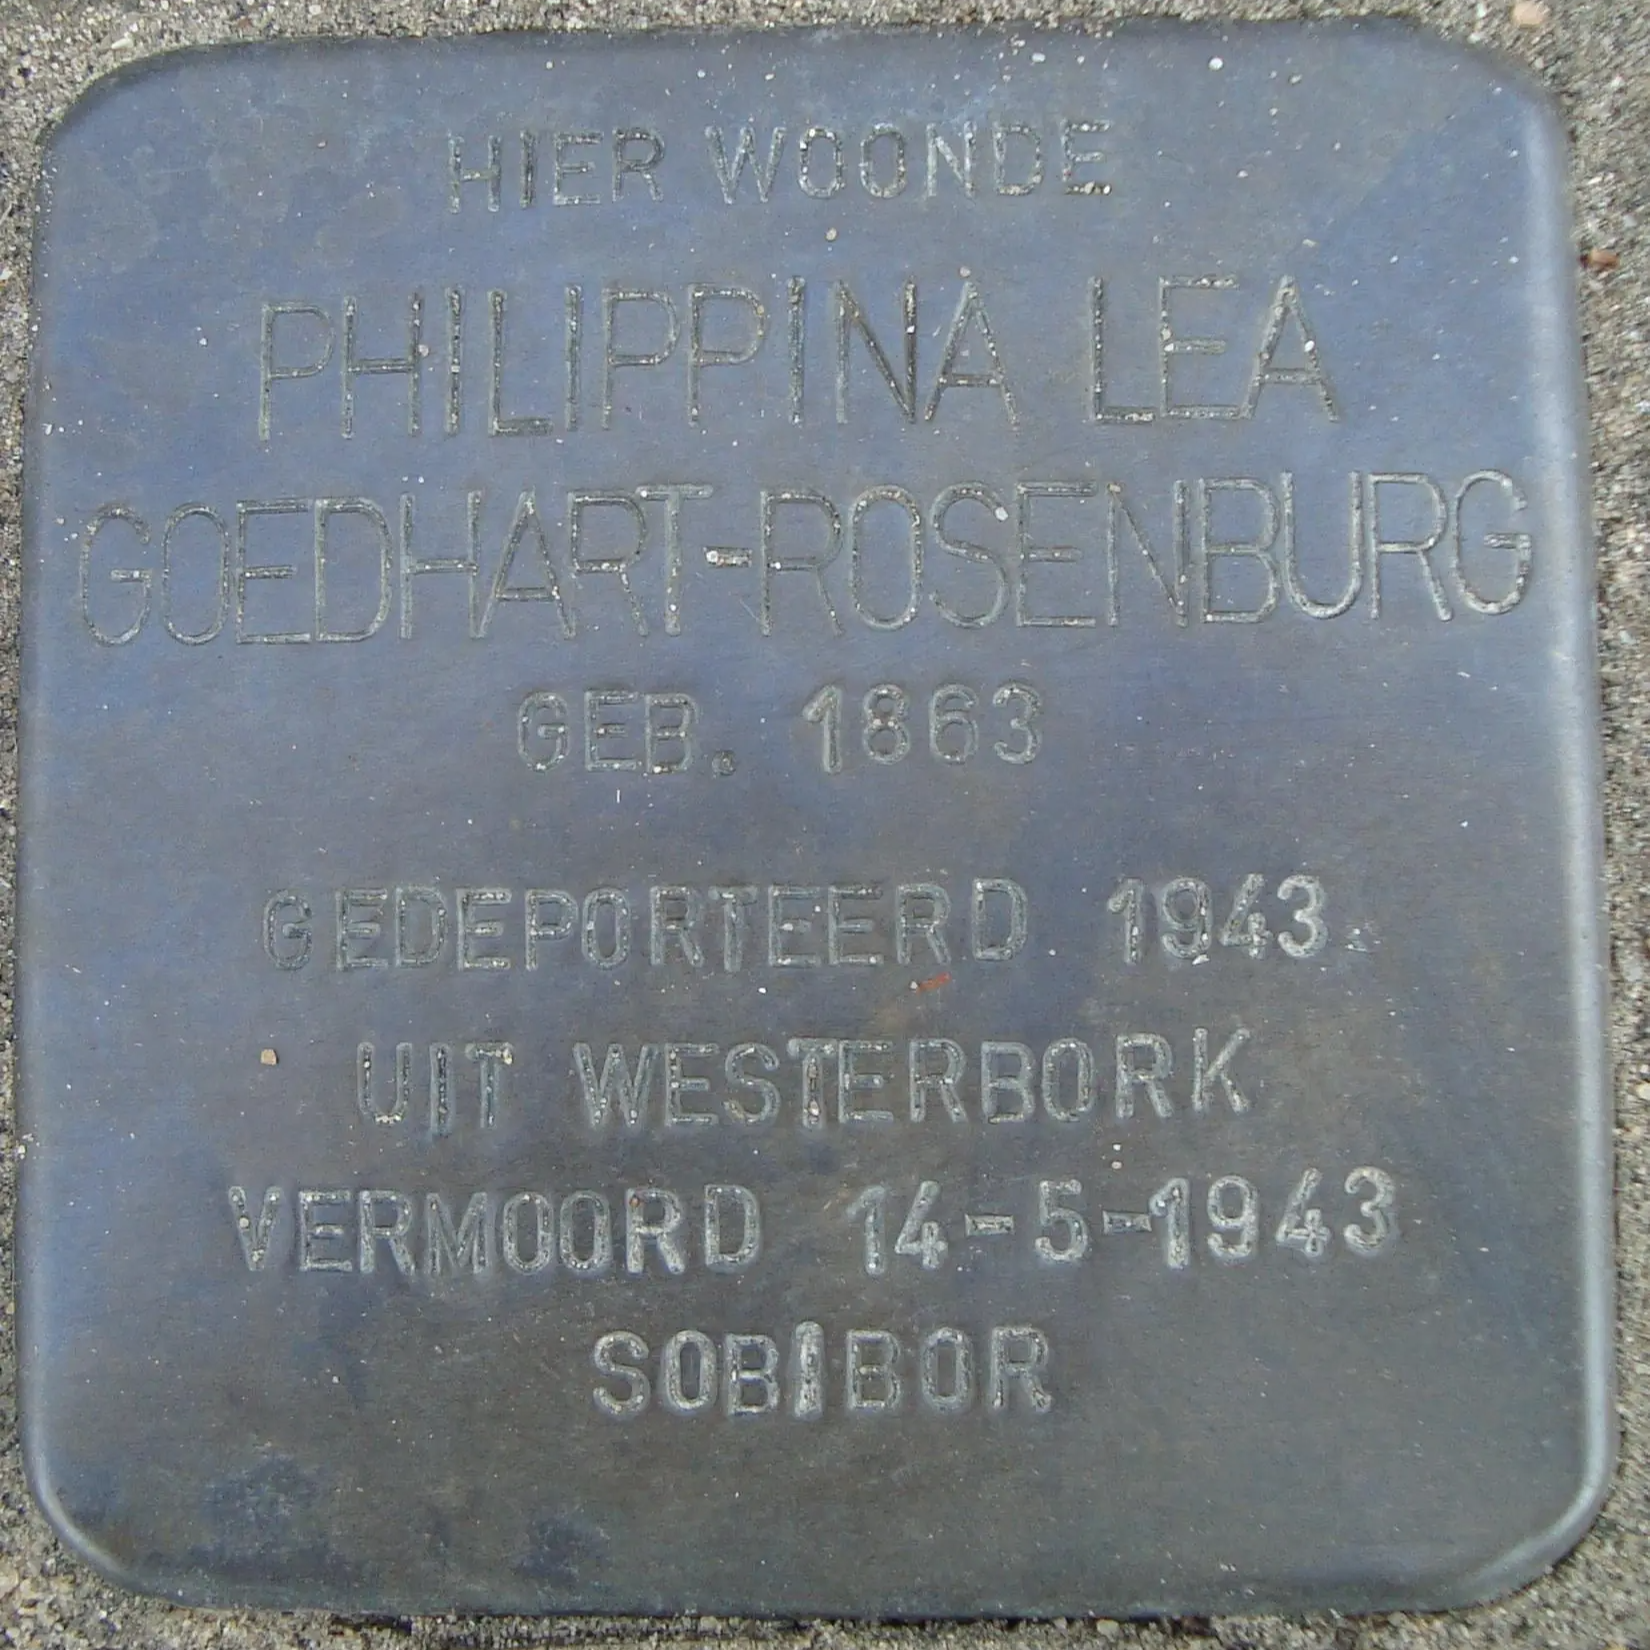 HIER WOONDE
PHILIPPINA LEA
GOEDHART-ROSENBURG
GEB. 1863
GEDEPORTEERD 1943
UIT WESTERBORK
VERMOORD 14-5-1943
SOBIBOR